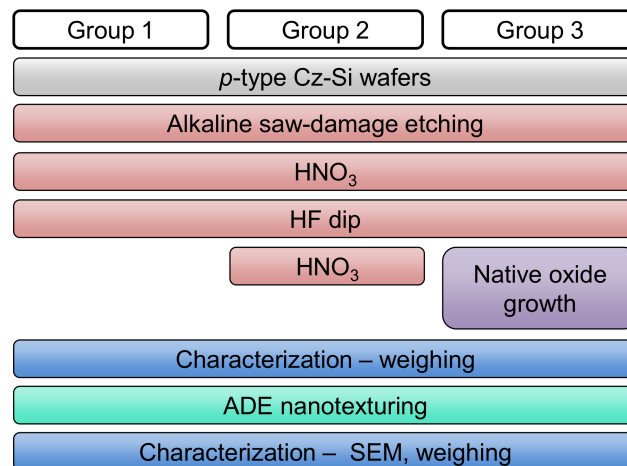 Group 1
Group 2
Group 3
p-type Cz-Si wafers
Alkaline saw-damage etching
HNO₃
HF dip
HNO₃
Native oxide
growth
Characterization – weighing
ADE nanotexturing
Characterization – SEM, weighing